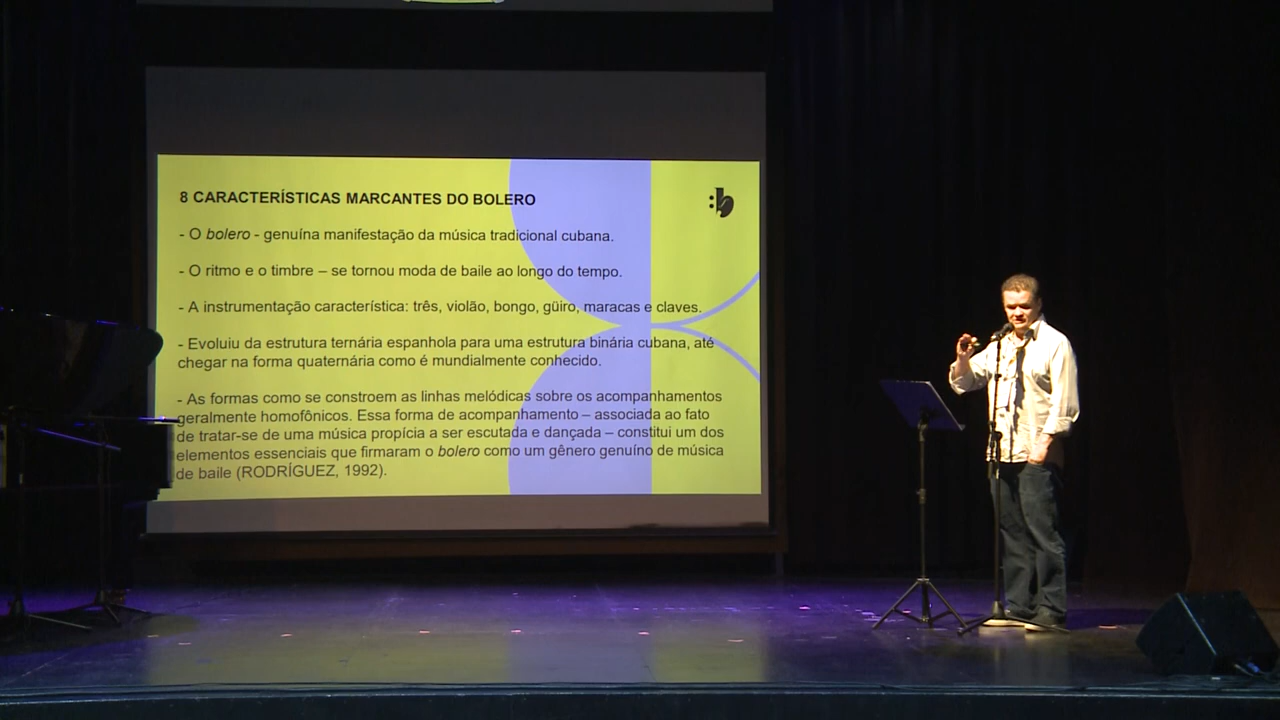 8 CARACTERÍSTICAS MARCANTES DO BOLERO
- O bolero - genuína manifestação da música tradicional cubana.
- O ritmo e o timbre – se tornou moda de baile ao longo do tempo.
- A instrumentação característica: três, violão, bongo, güiro, maracas e claves.
- Evoluiu da estrutura ternária espanhola para uma estrutura binária cubana, até
chegar na forma quaternária como é mundialmente conhecido.
- As formas como se constroem as linhas melódicas sobre os acompanhamentos
geralmente homofônicos. Essa forma de acompanhamento – associada ao fato
de tratar-se de uma música propícia a ser escutada e dançada – constitui um dos
elementos essenciais que firmaram o bolero como um gênero genuíno de música
de baile (RODRÍGUEZ, 1992).